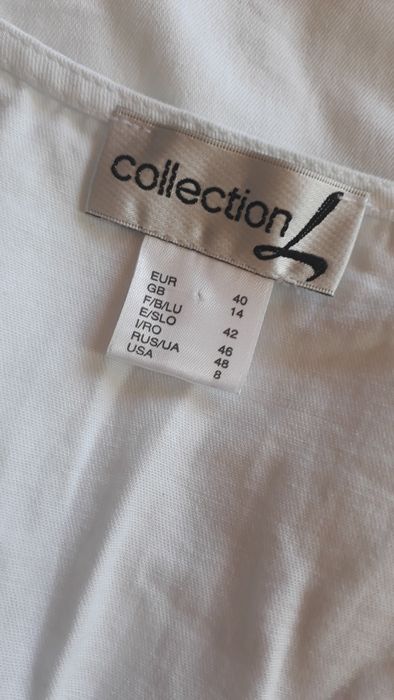 collection L
EUR 40
GB 14
F/B/LU
E/SLO 42
I/RO 46
RUS/UA 48
USA 8